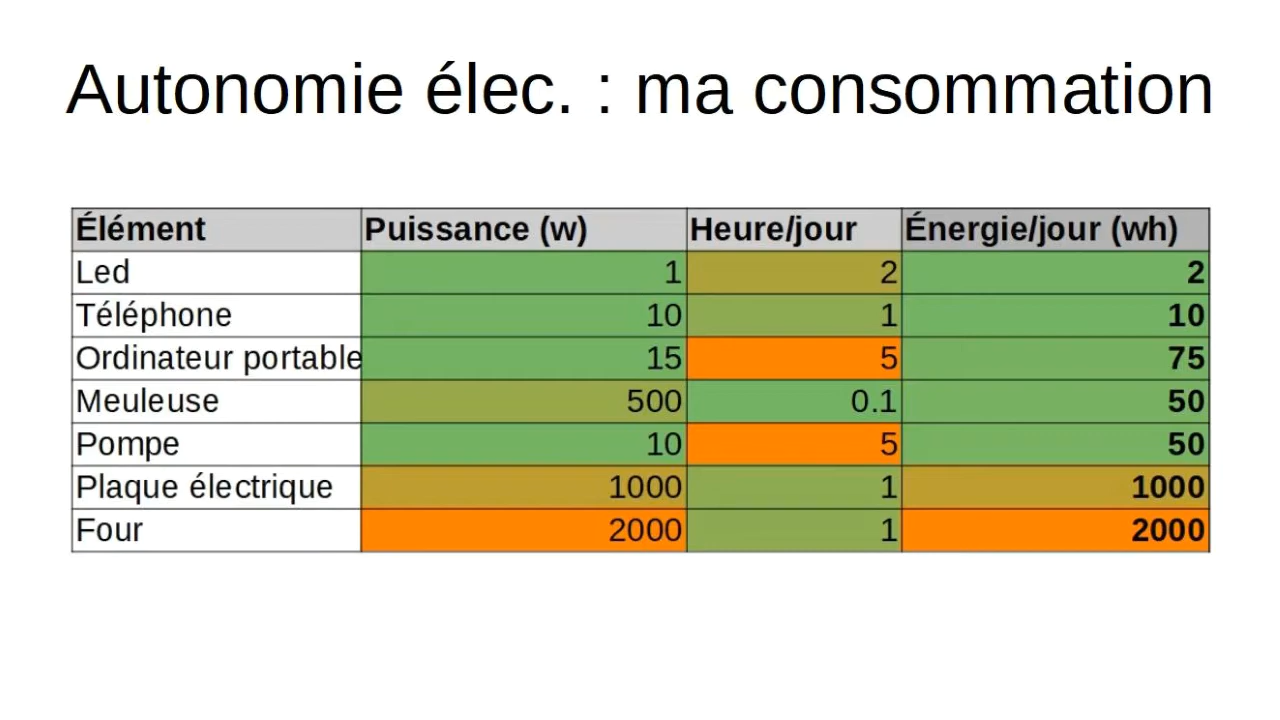 Autonomie élec. : ma consommation
Élément Puissance (w) Heure/jour Énergie/jour (wh)
Led 1 2 2
Téléphone 10 1 10
Ordinateur portable 15 5 75
Meuleuse 500 0.1 50
Pompe 10 5 50
Plaque électrique 1000 1 1000
Four 2000 1 2000